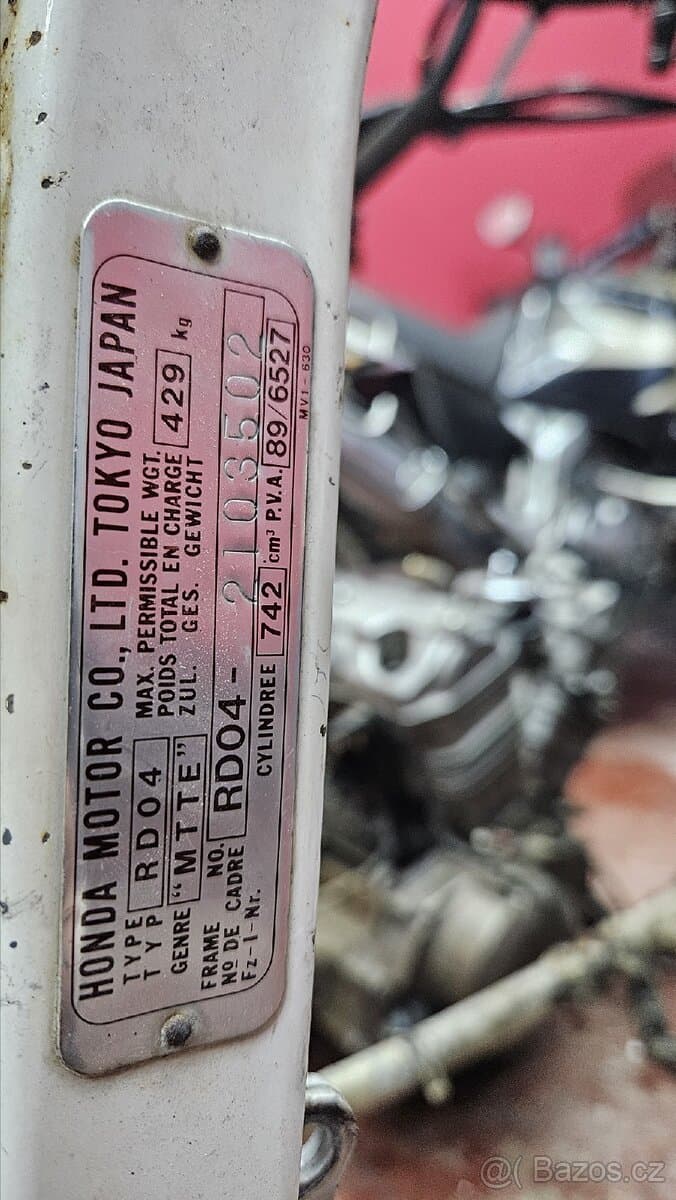 HONDA MOTOR CO., LTD. TOKYO JAPAN
TYPE
TYP
RD04
MAX. PERMISSIBLE WGT.
POIDS TOTAL EN CHARGE
ZUL. GES. GEWICHT
429 kg
GENRE "MTTE"
FRAME NO.
No DE CADRE
Fz-I-Nr.
RD04-2103502
CYLINDREE 742 cm³ P.V.A. 89/6527
MV1-630
@( Bazos.cz